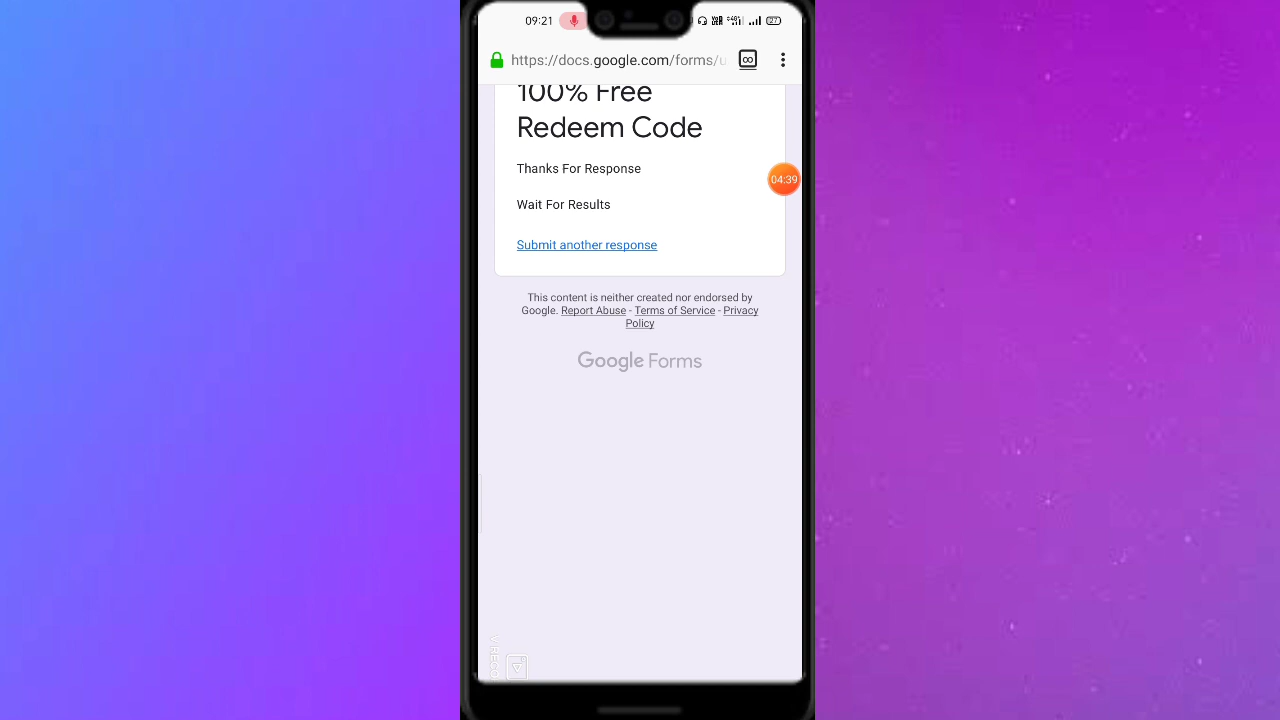 09:21
27
https://docs.google.com/forms/u
100% Free
Redeem Code
Thanks For Response
04:39
Wait For Results
Submit another response
This content is neither created nor endorsed by
Google. Report Abuse - Terms of Service - Privacy
Policy
Google Forms